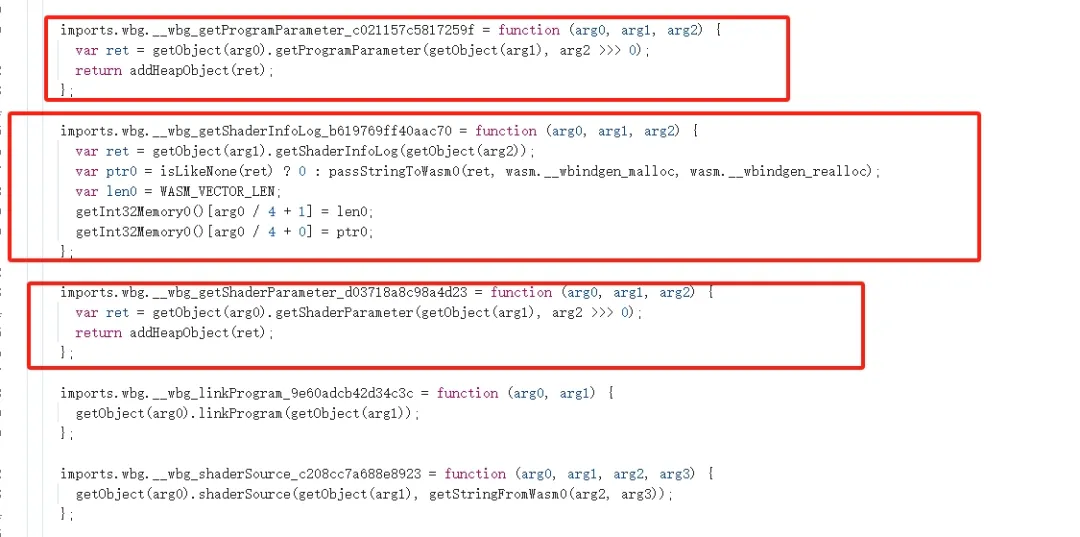 imports.wbg.__wbg_getProgramParameter_c021157c5817259f = function (arg0, arg1, arg2) {
var ret = getObject(arg0).getProgramParameter(getObject(arg1), arg2 >>> 0);
return addHeapObject(ret);
};
imports.wbg.__wbg_getShaderInfoLog_b619769ff40aac70 = function (arg0, arg1, arg2) {
var ret = getObject(arg1).getShaderInfoLog(getObject(arg2));
var ptr0 = isLikeNone(ret) ? 0 : passStringToWasm0(ret, wasm.__wbindgen_malloc, wasm.__wbindgen_realloc);
var len0 = WASM_VECTOR_LEN;
getInt32Memory0()[arg0 / 4 + 1] = len0;
getInt32Memory0()[arg0 / 4 + 0] = ptr0;
};
imports.wbg.__wbg_getShaderParameter_d03718a8c98a4d23 = function (arg0, arg1, arg2) {
var ret = getObject(arg0).getShaderParameter(getObject(arg1), arg2 >>> 0);
return addHeapObject(ret);
};
imports.wbg.__wbg_linkProgram_9e60adcb42d34c3c = function (arg0, arg1) {
getObject(arg0).linkProgram(getObject(arg1));
};
imports.wbg.__wbg_shaderSource_c208cc7a688e8923 = function (arg0, arg1, arg2, arg3) {
getObject(arg0).shaderSource(getObject(arg1), getStringFromWasm0(arg2, arg3));
};